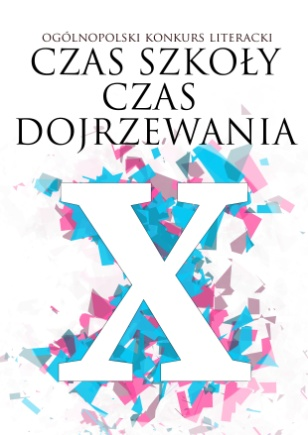 OGÓLNOPOLSKI KONKURS LITERACKI
CZAS SZKOŁY
CZAS
DOJRZEWANIA
X